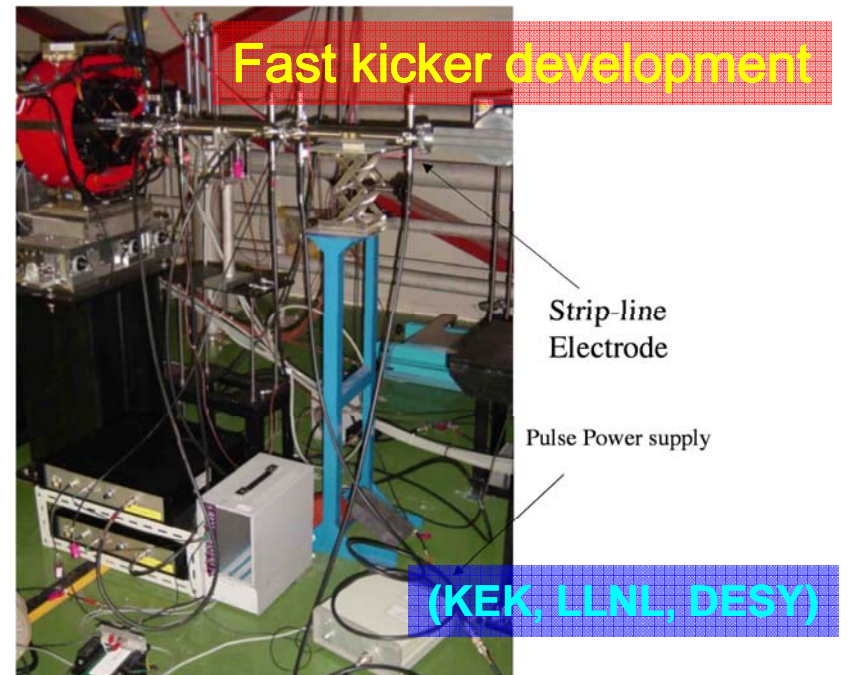 Fast kicker development
Strip-line
Electrode
Pulse Power supply
(KEK, LLNL, DESY)